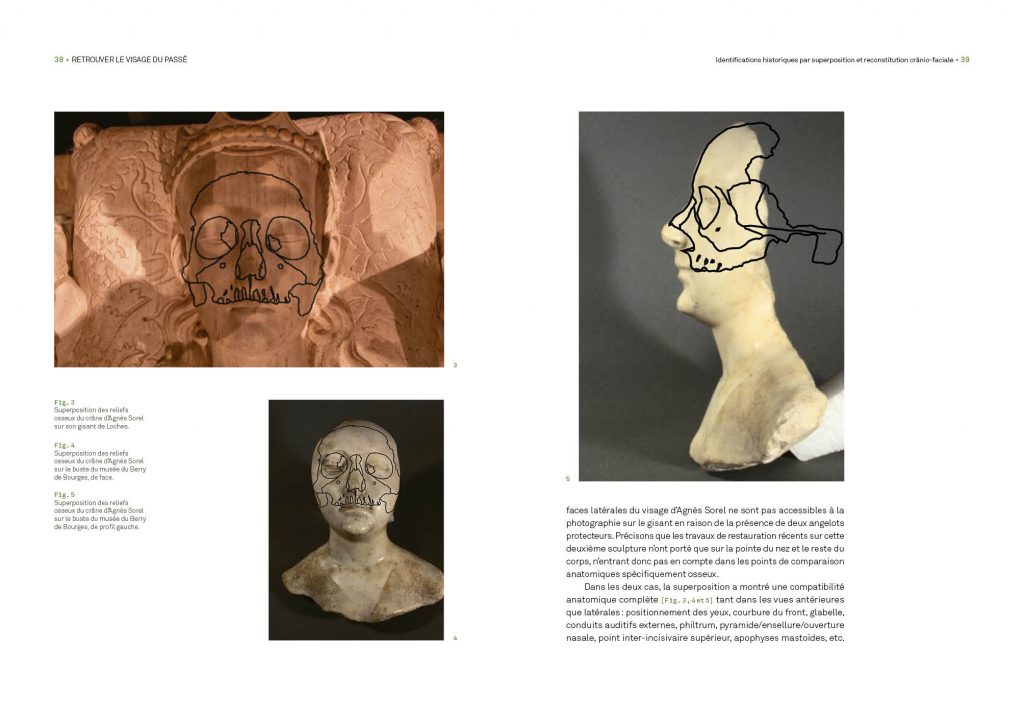 38 • RETROUVER LE VISAGE DU PASSÉ
3
Fig. 3
Superposition des reliefs
osseux du crâne d'Agnès Sorel
sur son gisant de Loches.
Fig. 4
Superposition des reliefs
osseux du crâne d'Agnès Sorel
sur le buste du musée du Berry
de Bourges, de face.
Fig. 5
Superposition des reliefs
osseux du crâne d'Agnès Sorel
sur le buste du musée du Berry
de Bourges, de profil gauche.
4
Identifications historiques par superposition et reconstitution crânio-faciale • 39
5
faces latérales du visage d'Agnès Sorel ne sont pas accessibles à la
photographie sur le gisant en raison de la présence de deux angelots
protecteurs. Précisons que les travaux de restauration récents sur cette
deuxième sculpture n'ont porté que sur la pointe du nez et le reste du
corps, n'entrant donc pas en compte dans les points de comparaison
anatomiques spécifiquement osseux.
Dans les deux cas, la superposition a montré une compatibilité
anatomique complète [Fig. 3, 4 et 5] tant dans les vues antérieures
que latérales : positionnement des yeux, courbure du front, glabelle,
conduits auditifs externes, philtrum, pyramide/ensellure/ouverture
nasale, point inter-incisivaire supérieur, apophyses mastoïdes, etc.